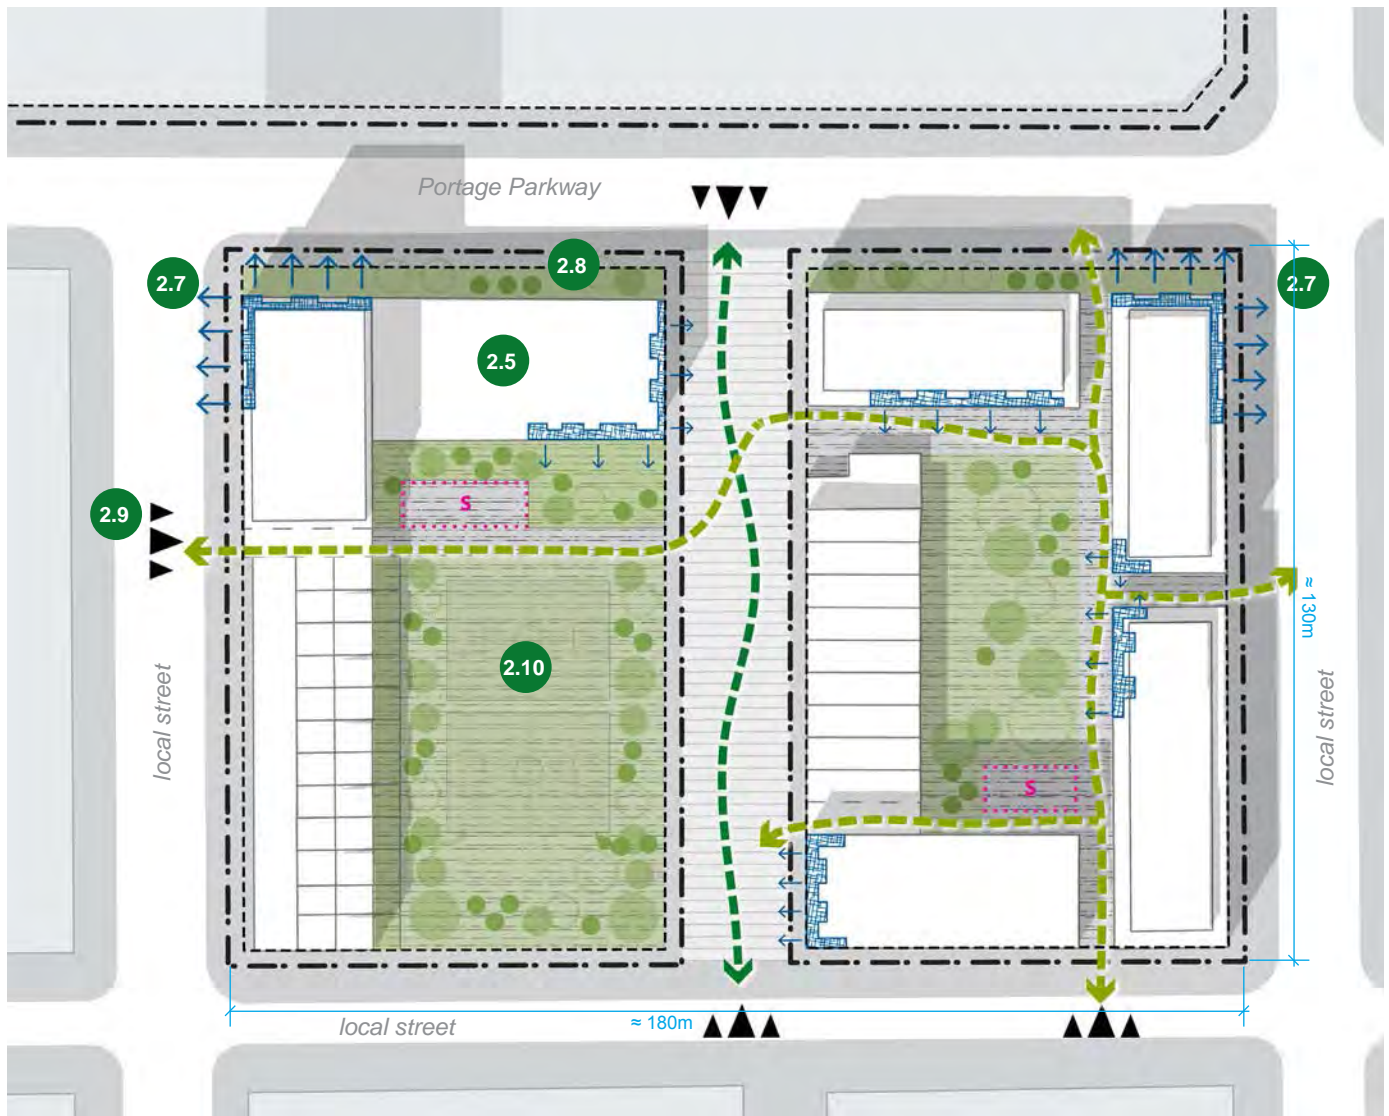 Portage Parkway
2.8
2.7
2.7
2.5
S
2.9
≈ 130m
2.10
local street
local street
S
local street
≈ 180m